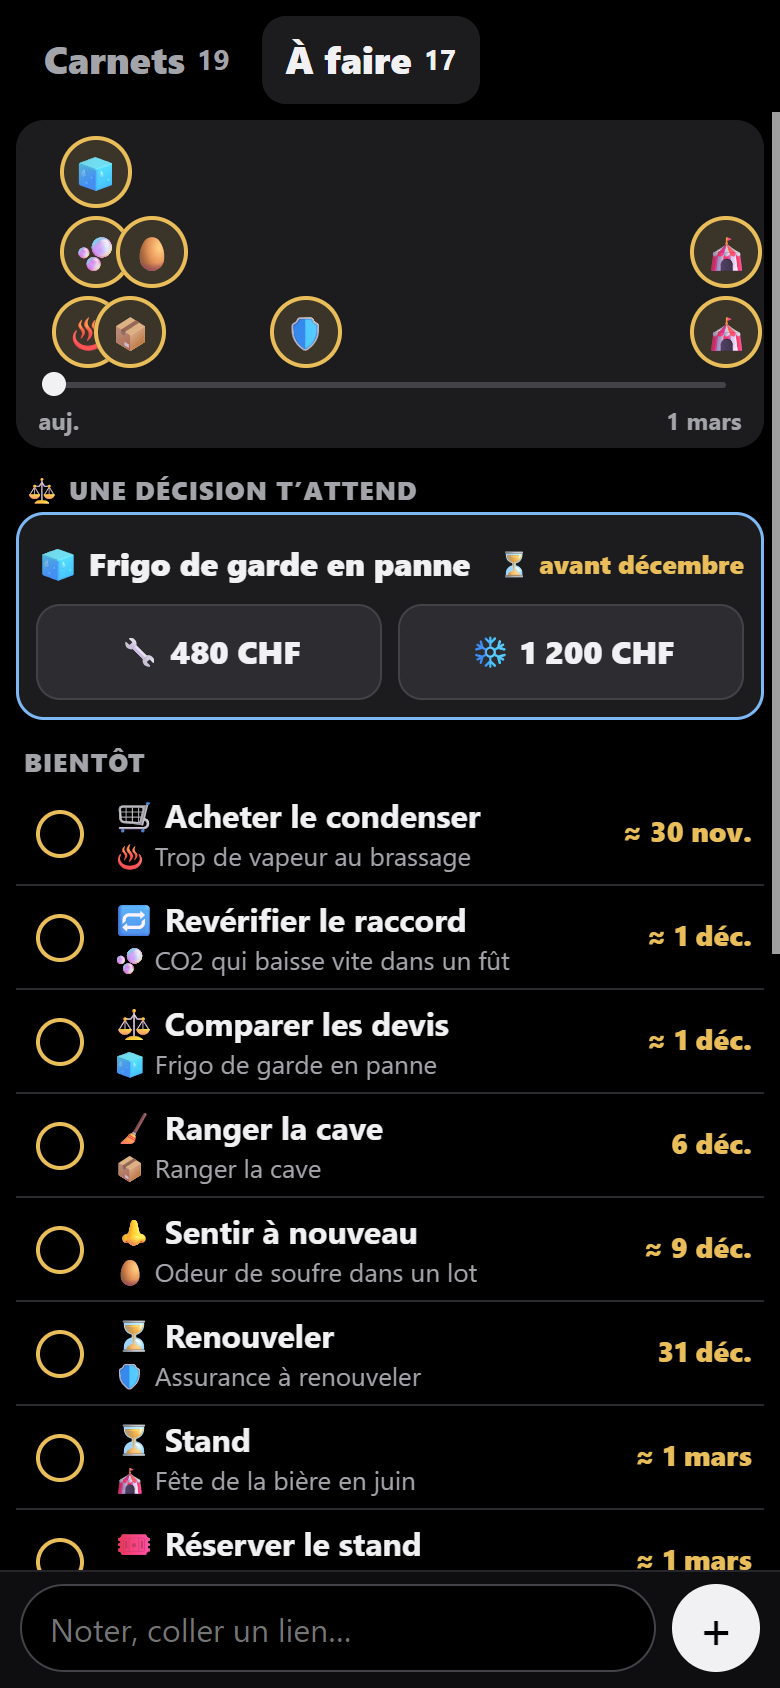 Carnets 19
À faire 17
auj.
1 mars
UNE DÉCISION T’ATTEND
Frigo de garde en panne
avant décembre
480 CHF
1 200 CHF
BIENTÔT
Acheter le condenser
≈ 30 nov.
Trop de vapeur au brassage
Revérifier le raccord
≈ 1 déc.
CO2 qui baisse vite dans un fût
Comparer les devis
≈ 1 déc.
Frigo de garde en panne
Ranger la cave
6 déc.
Ranger la cave
Sentir à nouveau
≈ 9 déc.
Odeur de soufre dans un lot
Renouveler
31 déc.
Assurance à renouveler
Stand
≈ 1 mars
Fête de la bière en juin
Réserver le stand
≈ 1 mars
Noter, coller un lien…
+